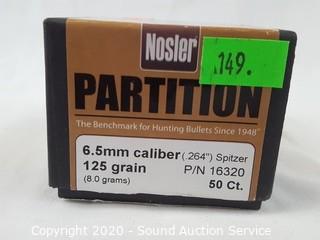 Nosler
149.
PARTITION
The Benchmark for Hunting Bullets Since 1948™
6.5mm caliber (.264") Spitzer
125 grain P/N 16320
(8.0 grams) 50 Ct.
Copyright 2020 - Sound Auction Service